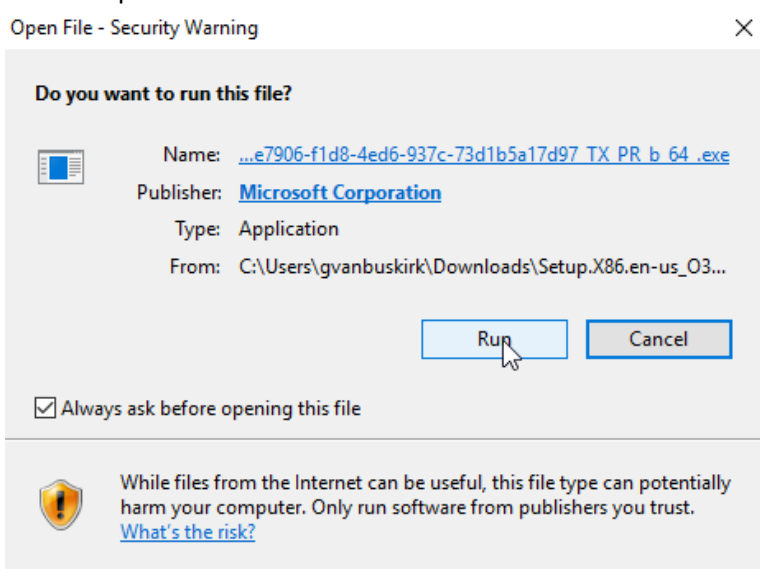 Open File - Security Warning
Do you want to run this file?
Name: ...e7906-f1d8-4ed6-937c-73d1b5a17d97_TX_PR_b_64_.exe
Publisher: Microsoft Corporation
Type: Application
From: C:\Users\gvanbuskirk\Downloads\Setup.X86.en-us_O3...
Run Cancel
Always ask before opening this file
While files from the Internet can be useful, this file type can potentially
harm your computer. Only run software from publishers you trust.
What's the risk?